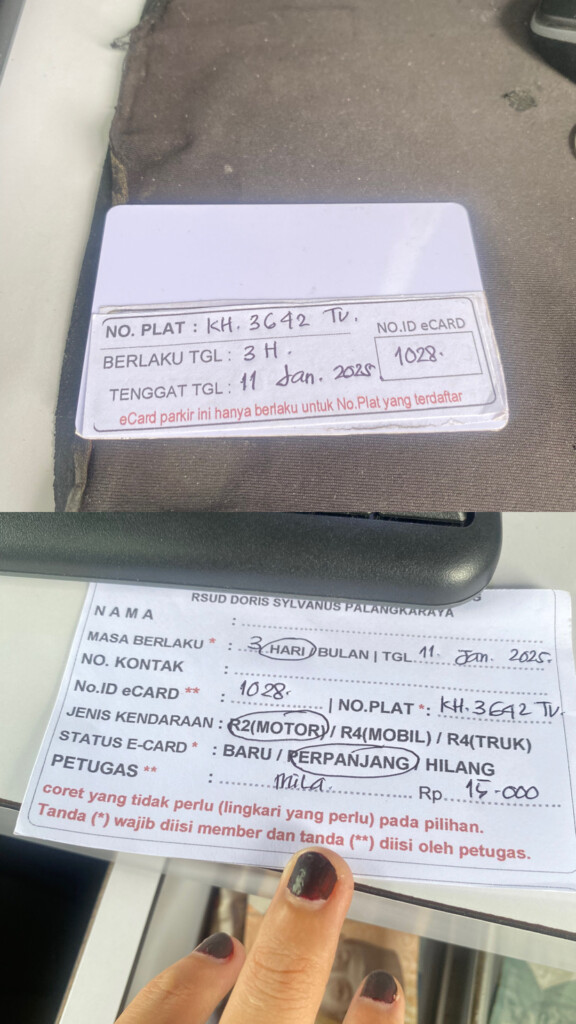 NO. PLAT : KH. 3642 TV.
NO.ID eCARD
BERLAKU TGL : 3 H.
1028.
TENGGAT TGL : 11 Jan. 2025
eCard parkir ini hanya berlaku untuk No.Plat yang terdaftar
RSUD DORIS SYLVANUS PALANGKARAYA
NAMA :
MASA BERLAKU * : 3 HARI / BULAN | TGL. 11. Jan. 2025.
NO. KONTAK :
No.ID eCARD ** : 1028. | NO.PLAT *: KH.3642 TV.
JENIS KENDARAAN : R2(MOTOR) / R4(MOBIL) / R4(TRUK)
STATUS E-CARD * : BARU / PERPANJANG / HILANG
PETUGAS ** : Mila. Rp. 15.000
coret yang tidak perlu (lingkari yang perlu) pada pilihan.
Tanda (*) wajib diisi member dan tanda (**) diisi oleh petugas.